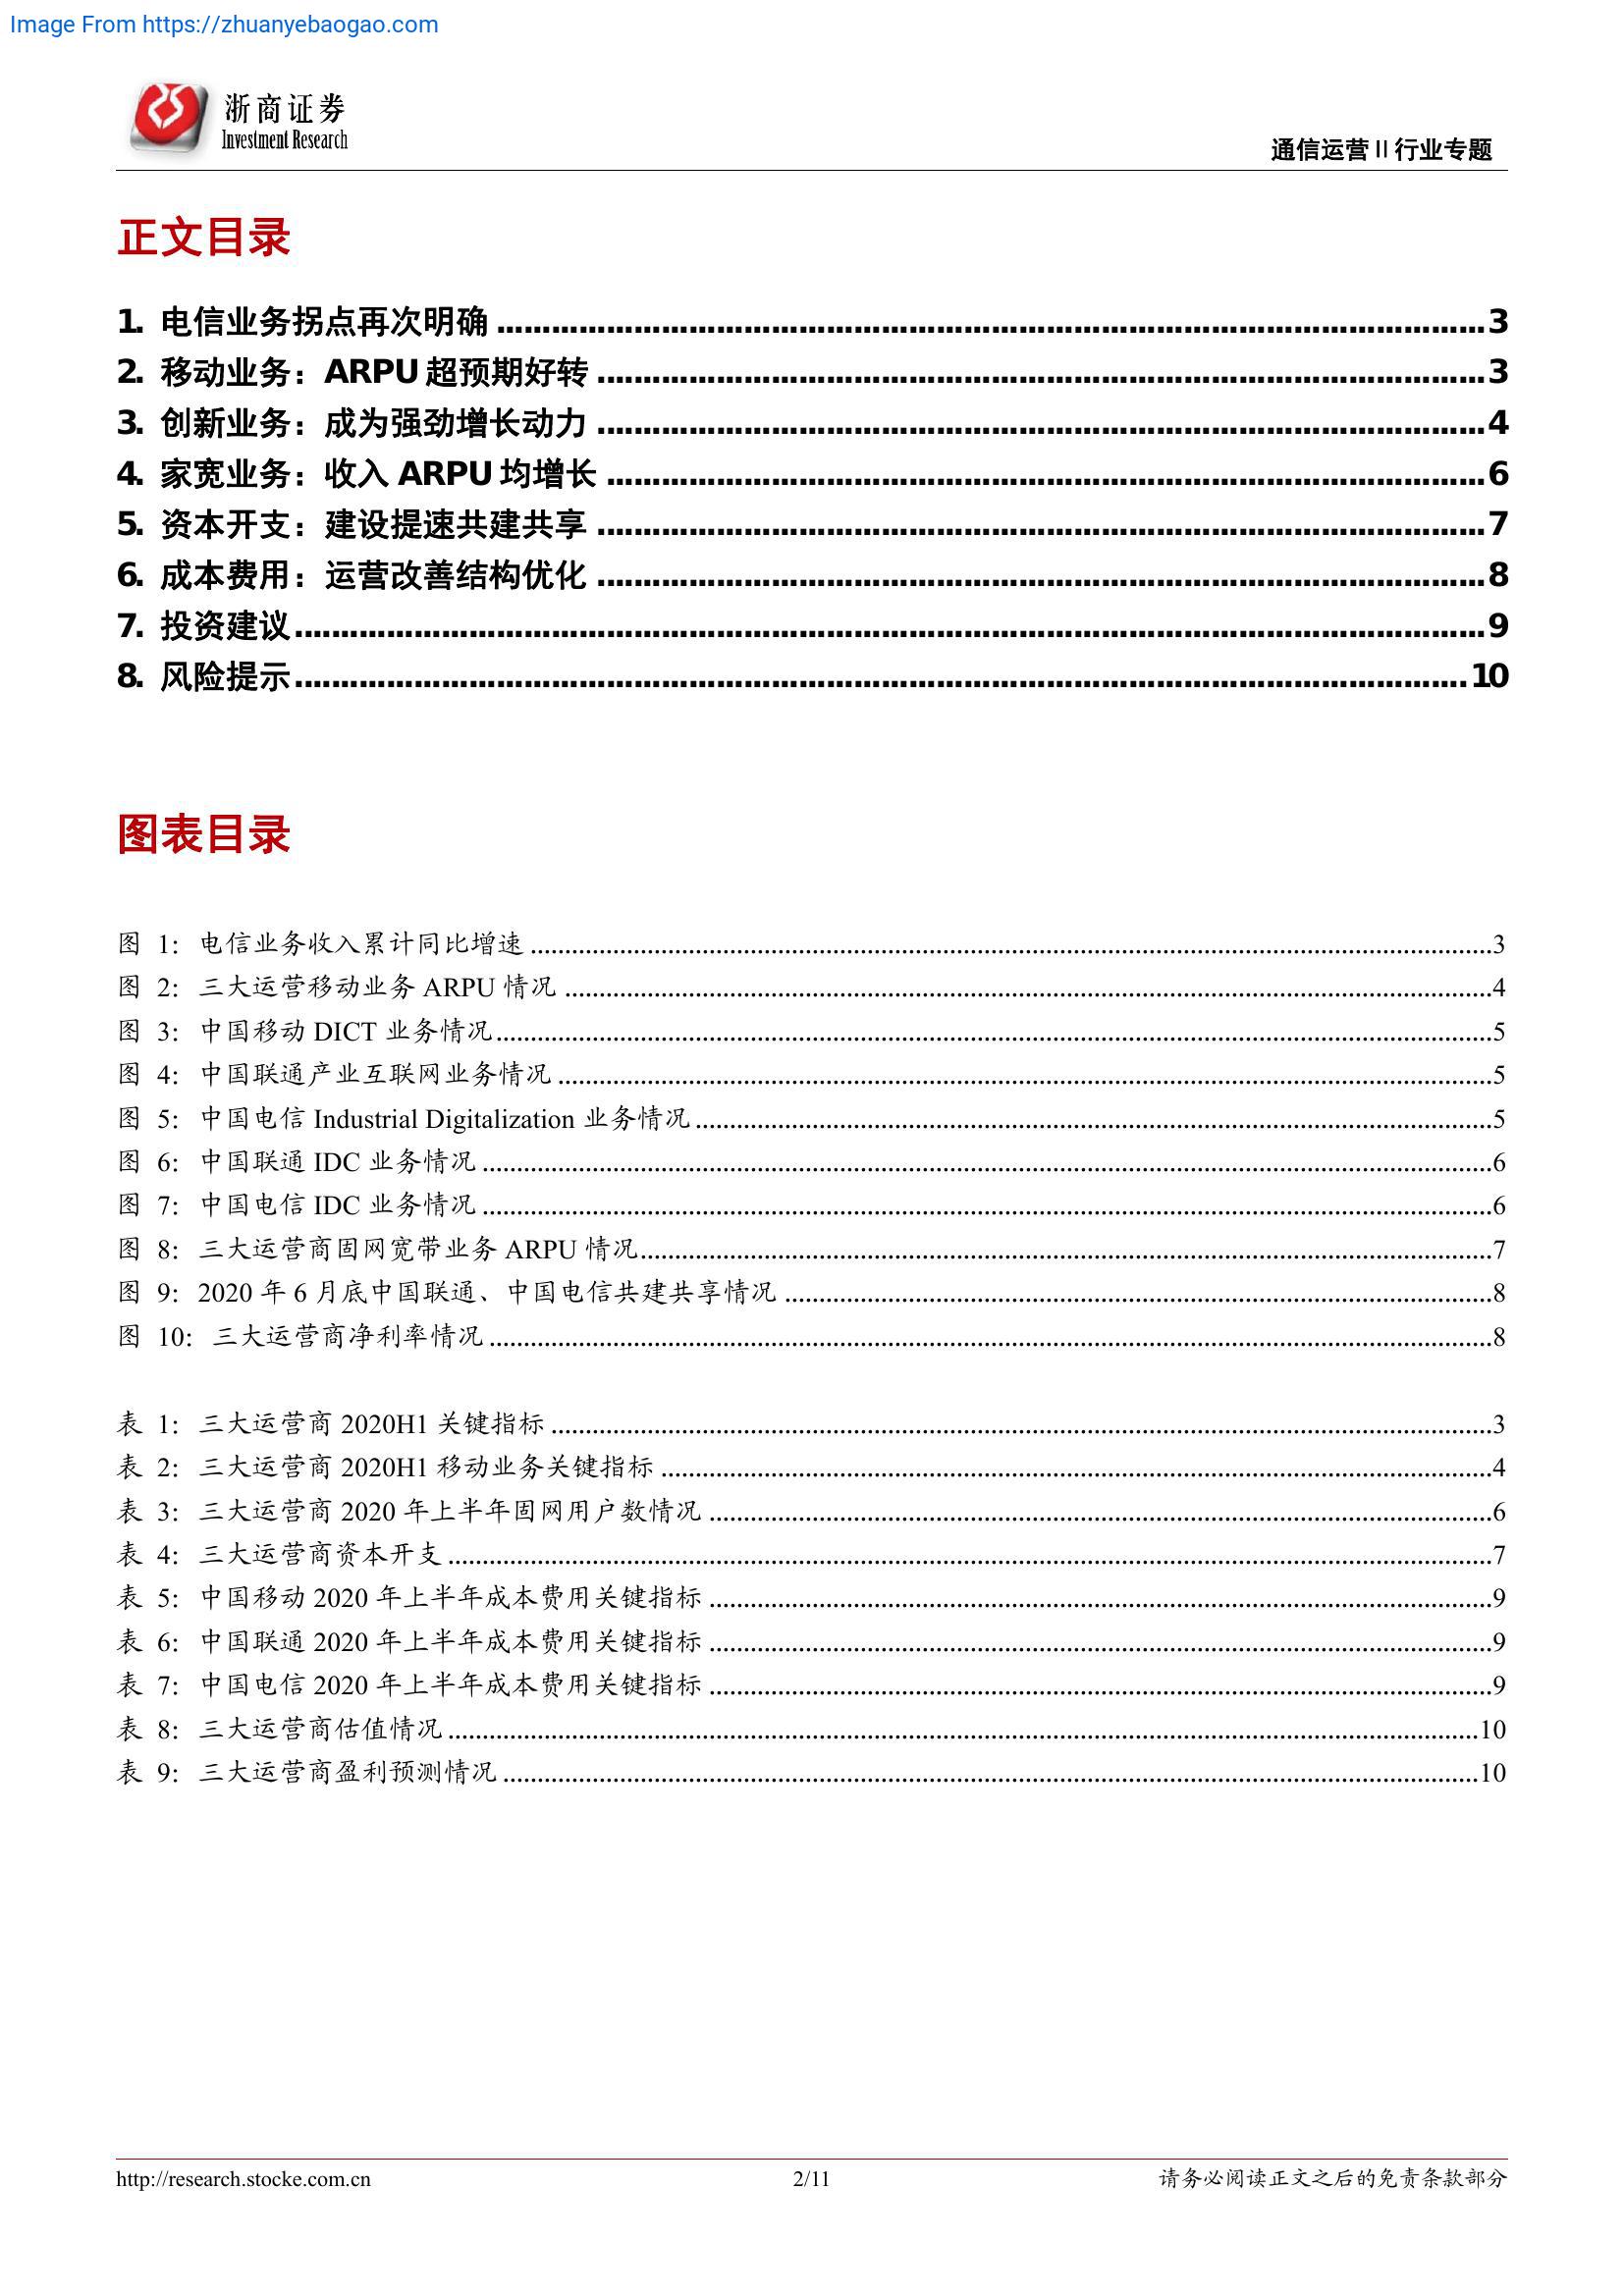 Image From https://zhuanyebaogao.com
浙商证券
Investment Research
通信运营Ⅱ行业专题
正文目录
1. 电信业务拐点再次明确 ........ 3
2. 移动业务：ARPU 超预期好转 ........ 3
3. 创新业务：成为强劲增长动力 ........ 4
4. 家宽业务：收入 ARPU 均增长 ........ 6
5. 资本开支：建设提速共建共享 ........ 7
6. 成本费用：运营改善结构优化 ........ 8
7. 投资建议 ........ 9
8. 风险提示 ........ 10
图表目录
图 1：电信业务收入累计同比增速 ........ 3
图 2：三大运营移动业务 ARPU 情况 ........ 4
图 3：中国移动 DICT 业务情况 ........ 5
图 4：中国联通产业互联网业务情况 ........ 5
图 5：中国电信 Industrial Digitalization 业务情况 ........ 5
图 6：中国联通 IDC 业务情况 ........ 6
图 7：中国电信 IDC 业务情况 ........ 6
图 8：三大运营商固网宽带业务 ARPU 情况 ........ 7
图 9：2020 年 6 月底中国联通、中国电信共建共享情况 ........ 8
图 10：三大运营商净利率情况 ........ 8
表 1：三大运营商 2020H1 关键指标 ........ 3
表 2：三大运营商 2020H1 移动业务关键指标 ........ 4
表 3：三大运营商 2020 年上半年固网用户数情况 ........ 6
表 4：三大运营商资本开支 ........ 7
表 5：中国移动 2020 年上半年成本费用关键指标 ........ 9
表 6：中国联通 2020 年上半年成本费用关键指标 ........ 9
表 7：中国电信 2020 年上半年成本费用关键指标 ........ 9
表 8：三大运营商估值情况 ........ 10
表 9：三大运营商盈利预测情况 ........ 10
http://research.stocke.com.cn
2/11
请务必阅读正文之后的免责条款部分